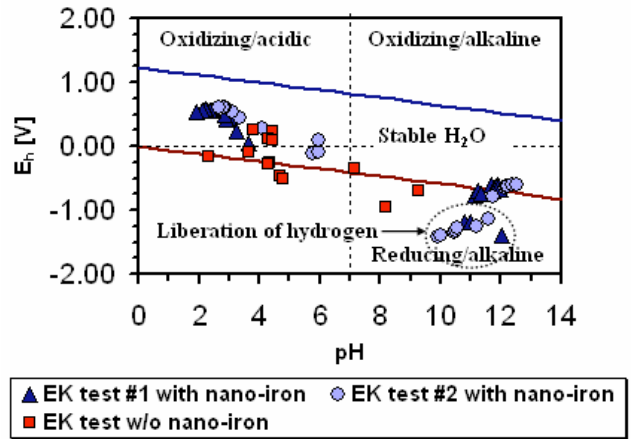 2.00
Oxidizing/acidic Oxidizing/alkaline
1.00
Stable H₂O
0.00
Eh [V]
-1.00
Liberation of hydrogen
Reducing/alkaline
-2.00
0 2 4 6 8 10 12 14
pH
EK test #1 with nano-iron EK test #2 with nano-iron
EK test w/o nano-iron